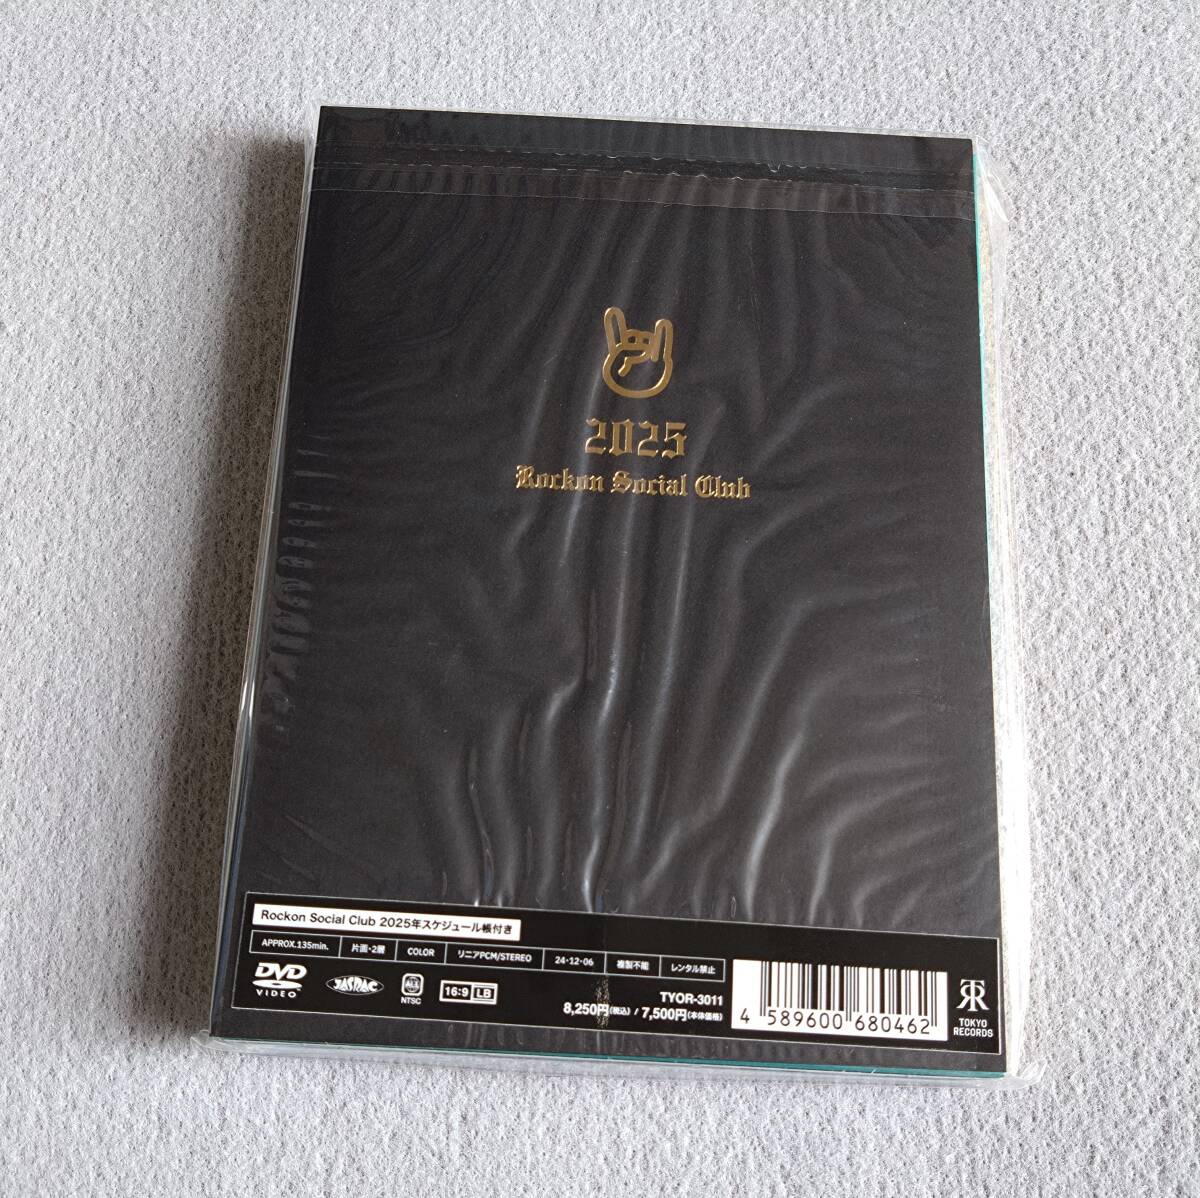 2025
Rockon Social Club
Rockon Social Club 2025年スケジュール帳付き
APPROX.135min. 片面・2層 COLOR リニアPCM/STEREO 24・12・06 複製不能 レンタル禁止
DVD
VIDEO
JASRAC
ALL
NTSC
16:9 LB
TYOR-3011
8,250円(税込) / 7,500円(本体価格)
4 589600 680462
TOKYO
RECORDS